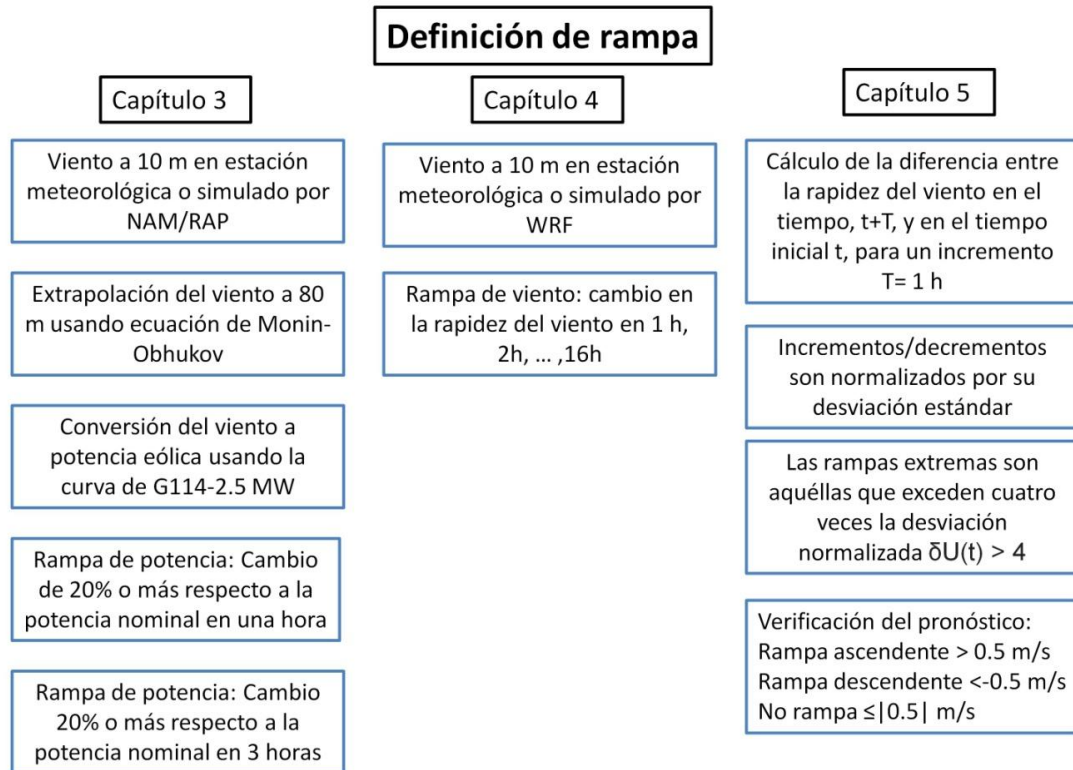 Definición de rampa
Capítulo 3
Viento a 10 m en estación
meteorológica o simulado por
NAM/RAP
Extrapolación del viento a 80
m usando ecuación de Monin-
Obhukov
Conversión del viento a
potencia eólica usando la
curva de G114-2.5 MW
Rampa de potencia: Cambio
de 20% o más respecto a la
potencia nominal en una hora
Rampa de potencia: Cambio
20% o más respecto a la
potencia nominal en 3 horas
Capítulo 4
Viento a 10 m en estación
meteorológica o simulado por
WRF
Rampa de viento: cambio en
la rapidez del viento en 1 h,
2h, ... ,16h
Capítulo 5
Cálculo de la diferencia entre
la rapidez del viento en el
tiempo, t+T, y en el tiempo
inicial t, para un incremento
T= 1 h
Incrementos/decrementos
son normalizados por su
desviación estándar
Las rampas extremas son
aquéllas que exceden cuatro
veces la desviación
normalizada δU(t) > 4
Verificación del pronóstico:
Rampa ascendente > 0.5 m/s
Rampa descendente <-0.5 m/s
No rampa ≤|0.5| m/s